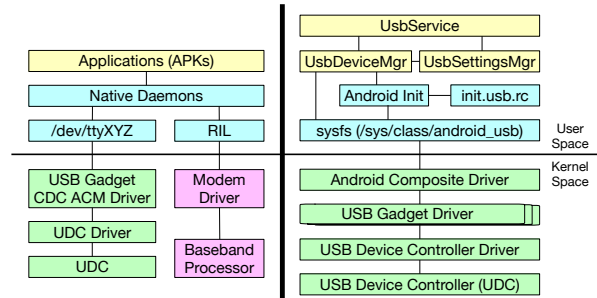 Applications (APKs)
Native Daemons
/dev/ttyXYZ
RIL
USB Gadget
CDC ACM Driver
Modem
Driver
UDC Driver
UDC
Baseband
Processor
UsbService
UsbDeviceMgr
UsbSettingsMgr
Android Init
init.usb.rc
sysfs (/sys/class/android_usb)
User
Space
Kernel
Space
Android Composite Driver
USB Gadget Driver
USB Device Controller Driver
USB Device Controller (UDC)